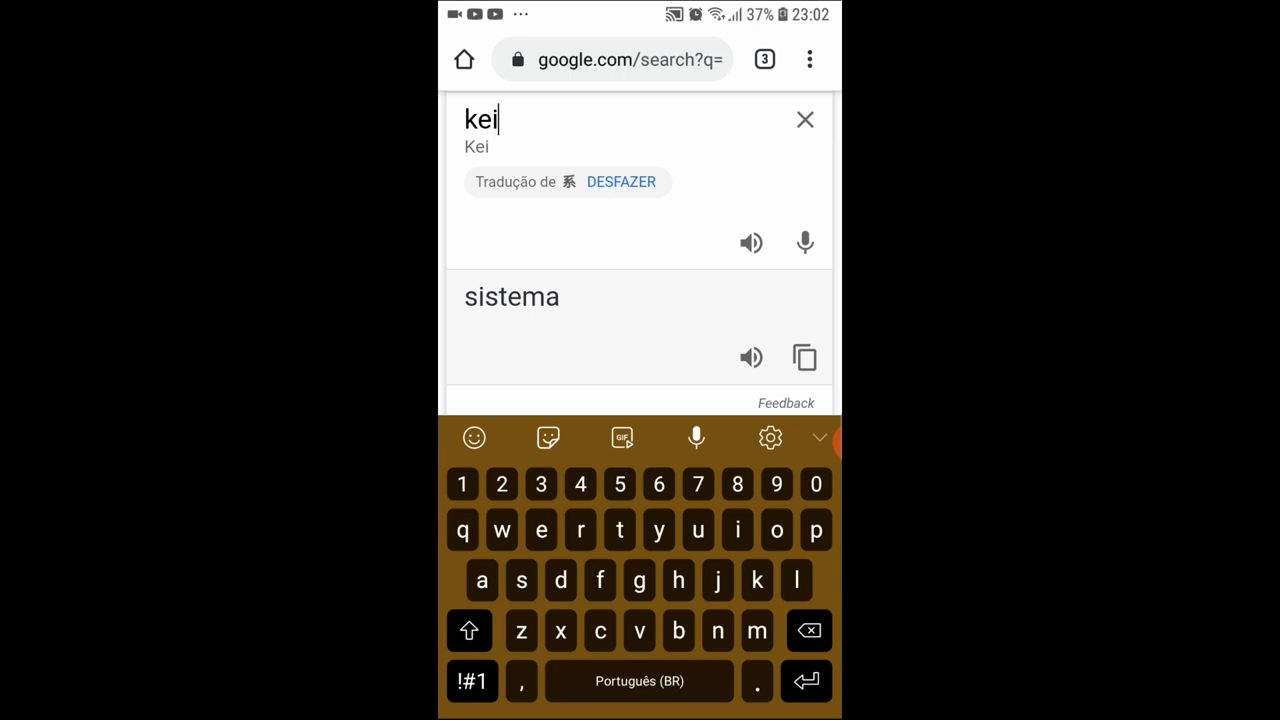 37% 23:02
google.com/search?q= 3
kei
Kei
Tradução de 系 DESFAZER
sistema
Feedback
GIF
1 2 3 4 5 6 7 8 9 0
q w e r t y u i o p
a s d f g h j k l
z x c v b n m
!#1 , Português (BR) .